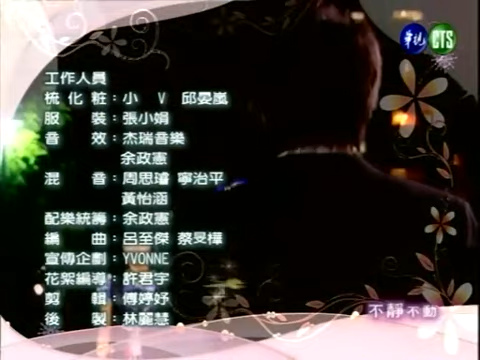 華視 CTS
工作人員
梳化粧：小V 邱晏嵐
服裝：張小娟
音效：杰瑞音樂
余政憲
混音：周思璿 寧治平
黃怡涵
配樂統籌：余政憲
編曲：呂至傑 蔡旻樺
宣傳企劃：YVONNE
花絮編導：許君宇
剪輯：傅婷妤
後製：林麗慧
不靜不動